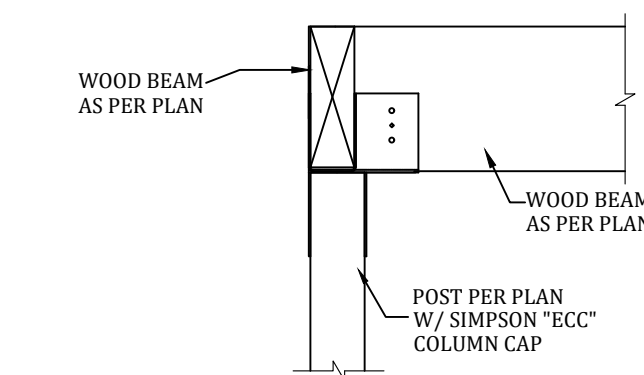 WOOD BEAM
AS PER PLAN
WOOD BEAM
AS PER PLAN
POST PER PLAN
W/ SIMPSON "ECC"
COLUMN CAP